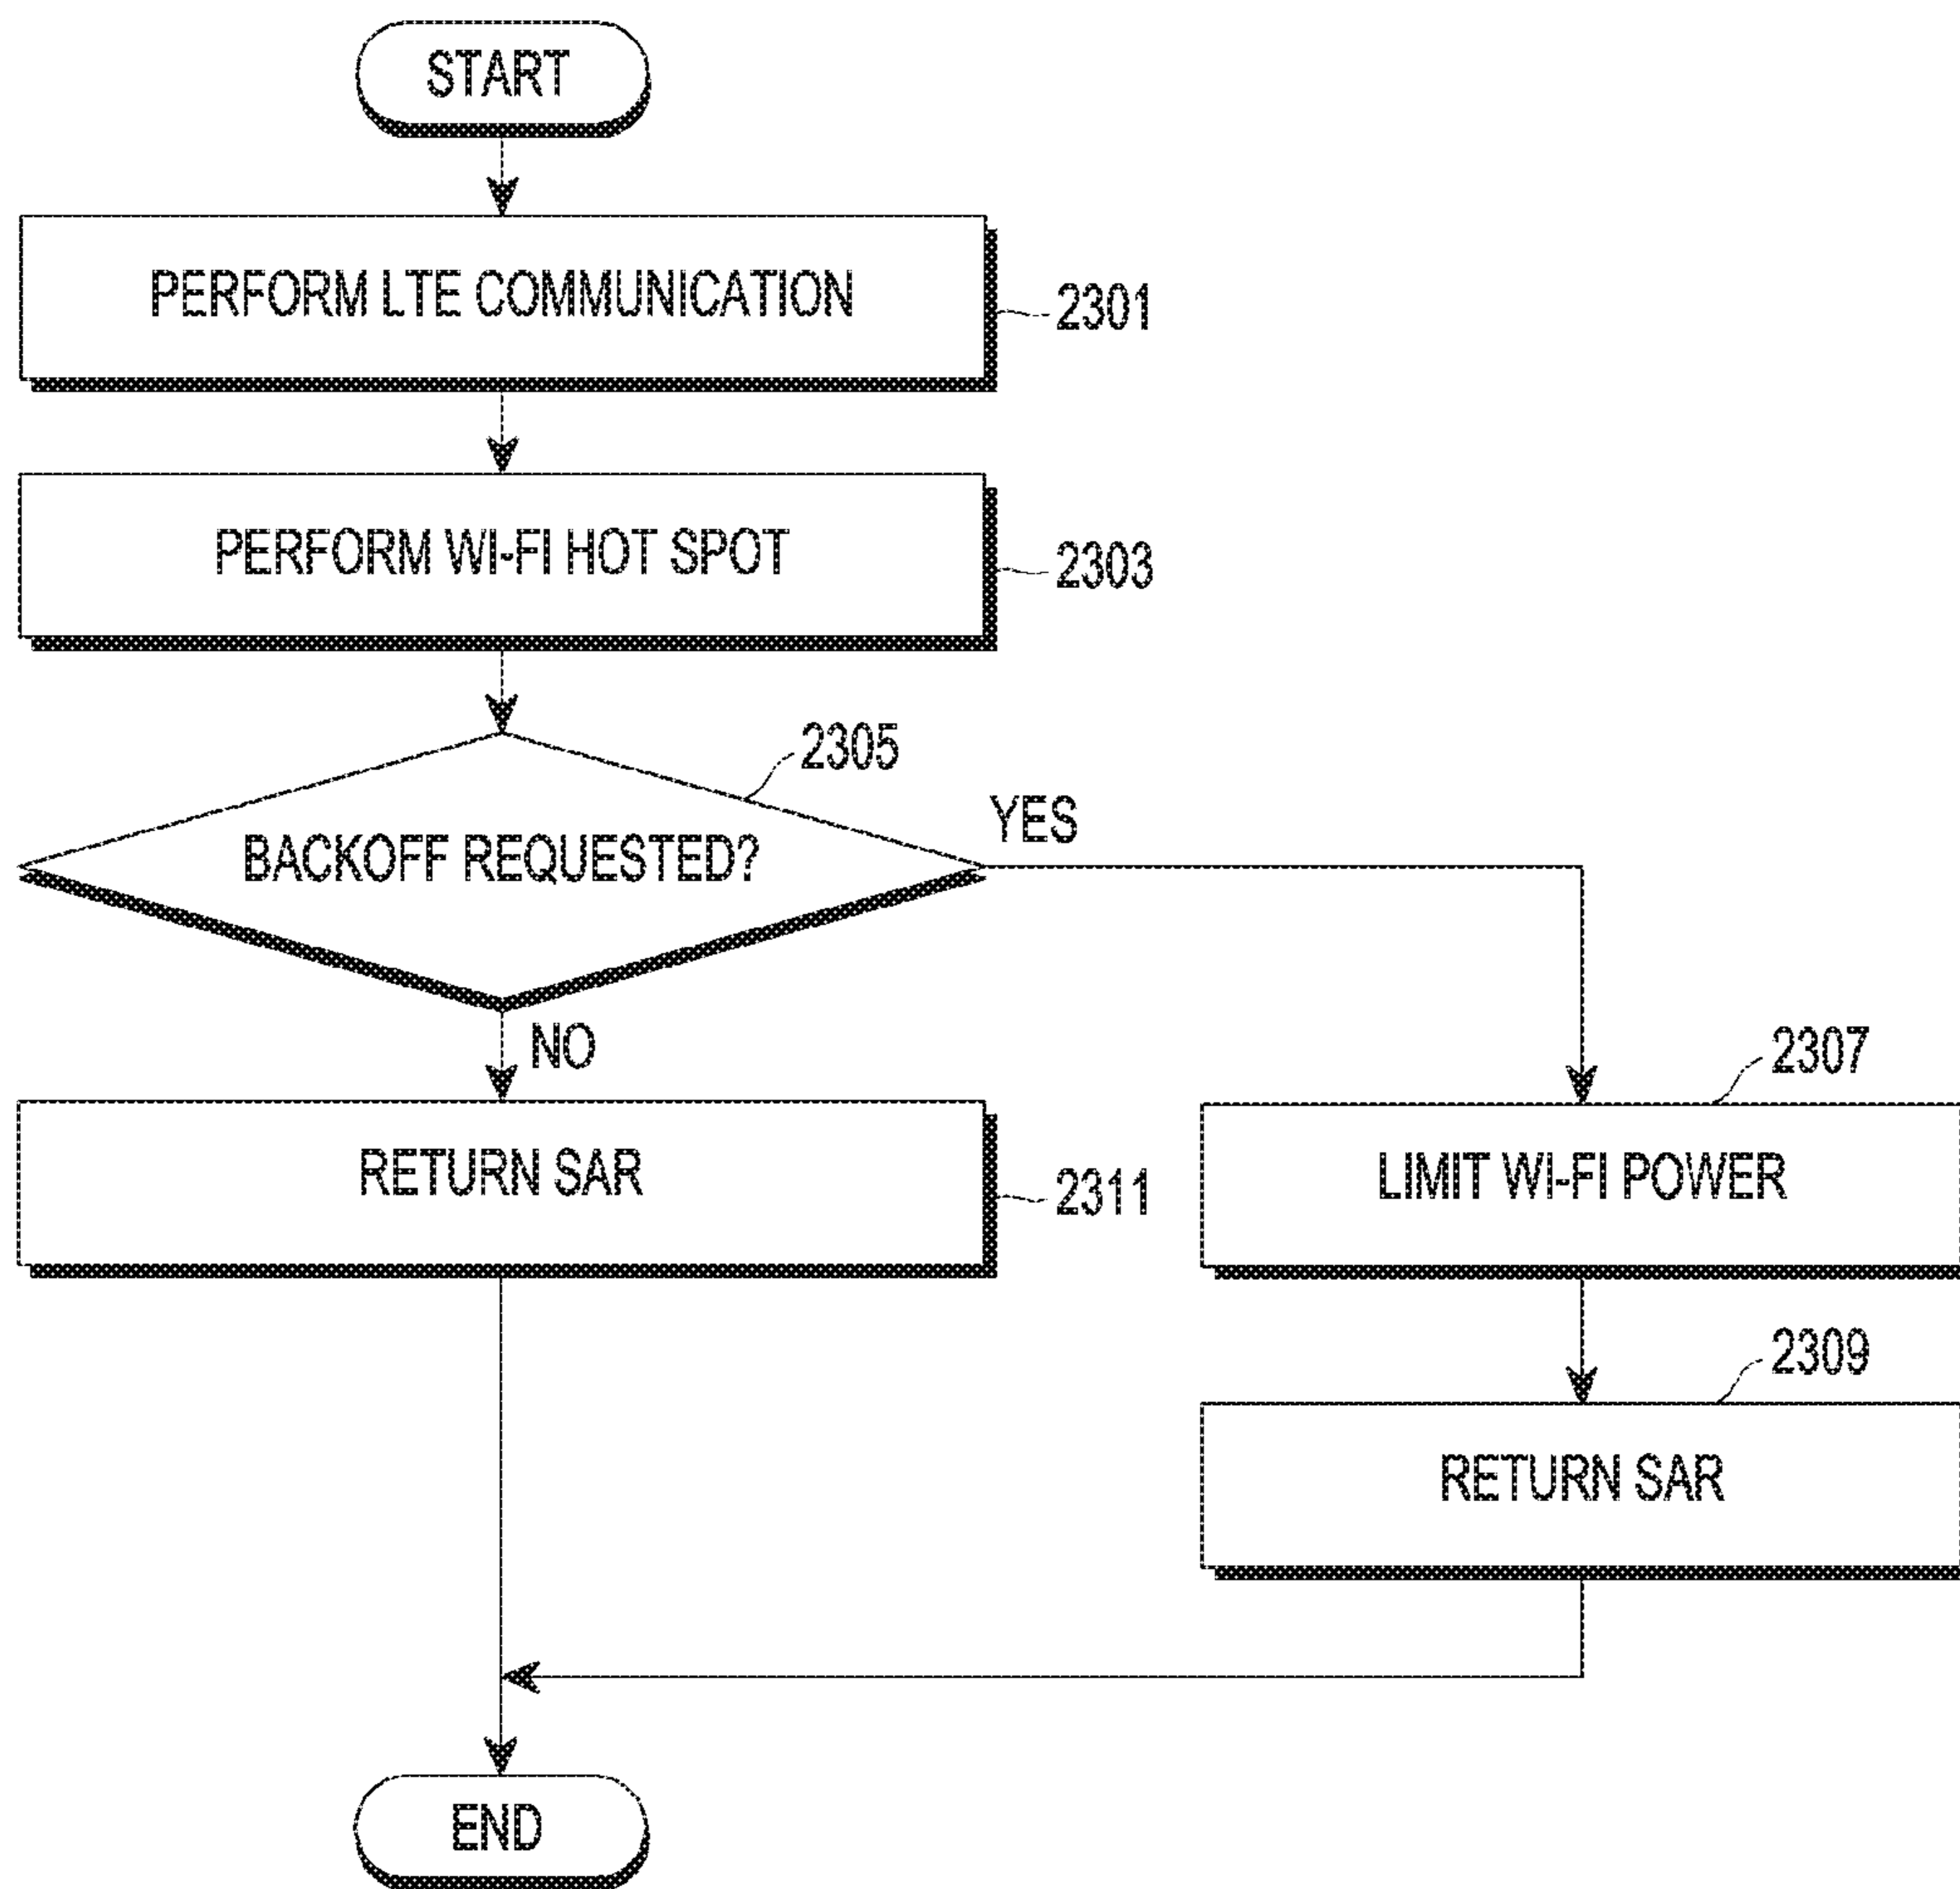 START
PERFORM LTE COMMUNICATION
2301
PERFORM WI-FI HOT SPOT
2303
2305
BACKOFF REQUESTED?
YES
NO
2307
RETURN SAR
2311
LIMIT WI-FI POWER
2309
RETURN SAR
END